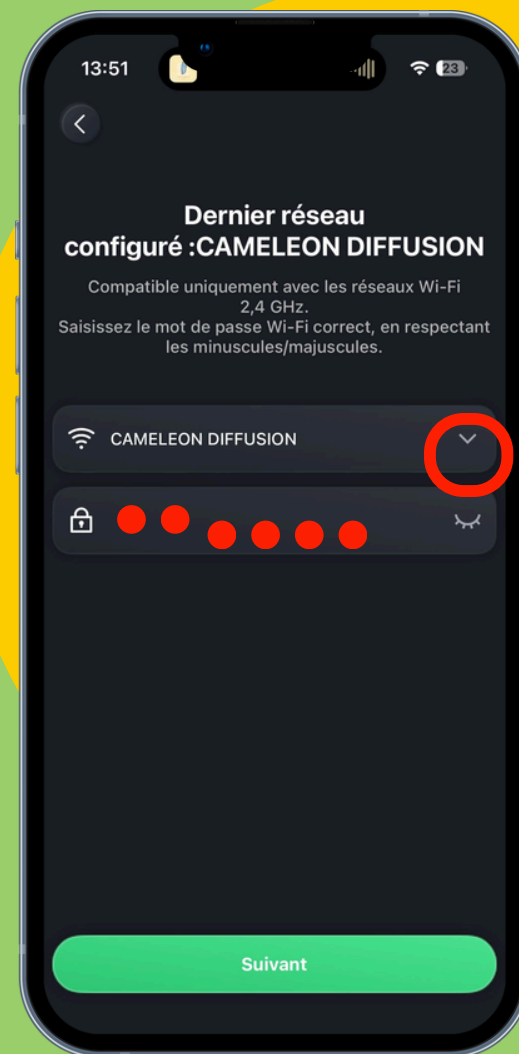 13:51
23
Dernier réseau
configuré :CAMELEON DIFFUSION
Compatible uniquement avec les réseaux Wi-Fi
2,4 GHz.
Saisissez le mot de passe Wi-Fi correct, en respectant
les minuscules/majuscules.
CAMELEON DIFFUSION
Suivant